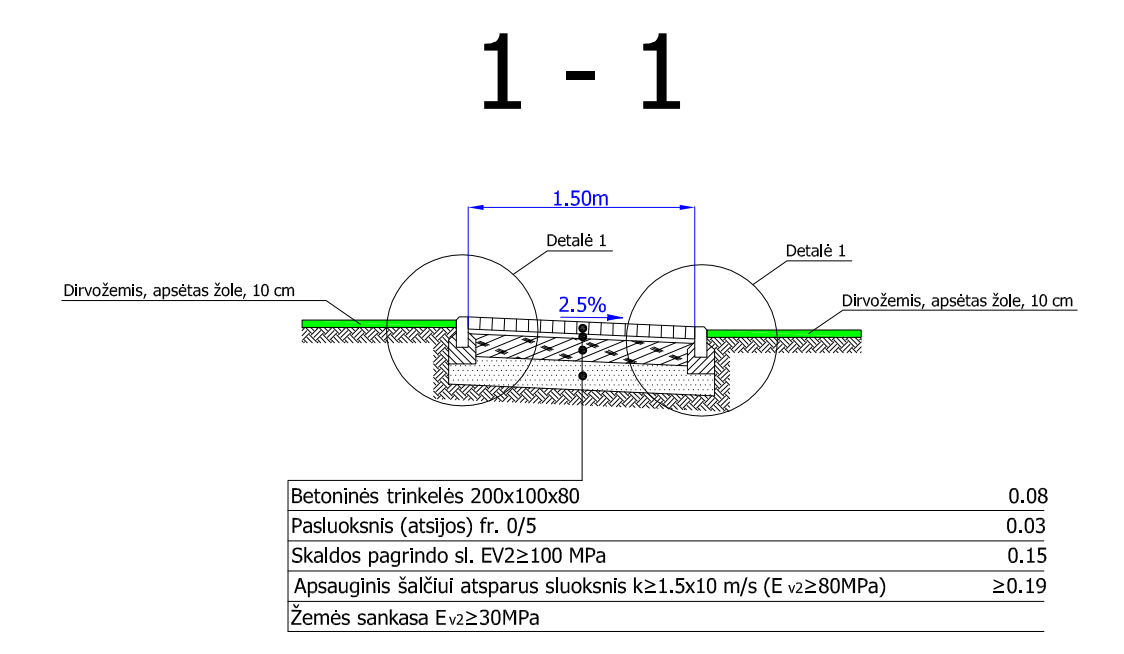 1 - 1
1.50m
Detalė 1
Detalė 1
Dirvožemis, apsėtas žole, 10 cm
2.5%
Dirvožemis, apsėtas žole, 10 cm
Betoninės trinkelės 200x100x80 0.08
Pasluoksnis (atsijos) fr. 0/5 0.03
Skaldos pagrindo sl. EV2≥100 MPa 0.15
Apsauginis šalčiui atsparus sluoksnis k≥1.5x10 m/s (E v2≥80MPa) ≥0.19
Žemės sankasa Ev2≥30MPa